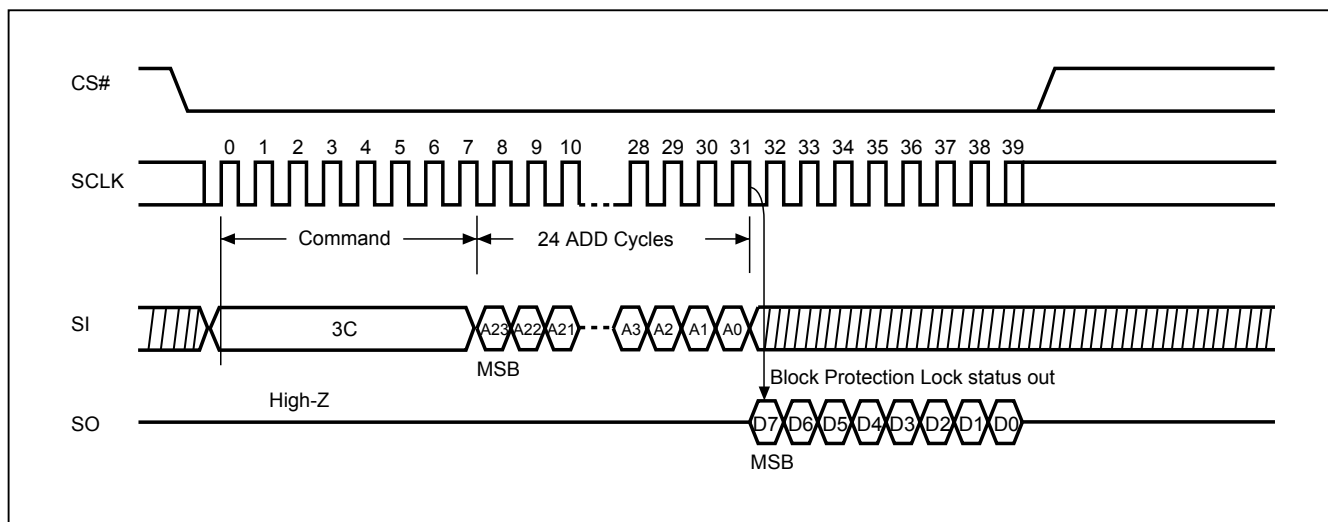 CS#
0 1 2 3 4 5 6 7 8 9 10 28 29 30 31 32 33 34 35 36 37 38 39
SCLK
Command 24 ADD Cycles
SI 3C A23 A22 A21 A3 A2 A1 A0
MSB
Block Protection Lock status out
High-Z
SO D7 D6 D5 D4 D3 D2 D1 D0
MSB